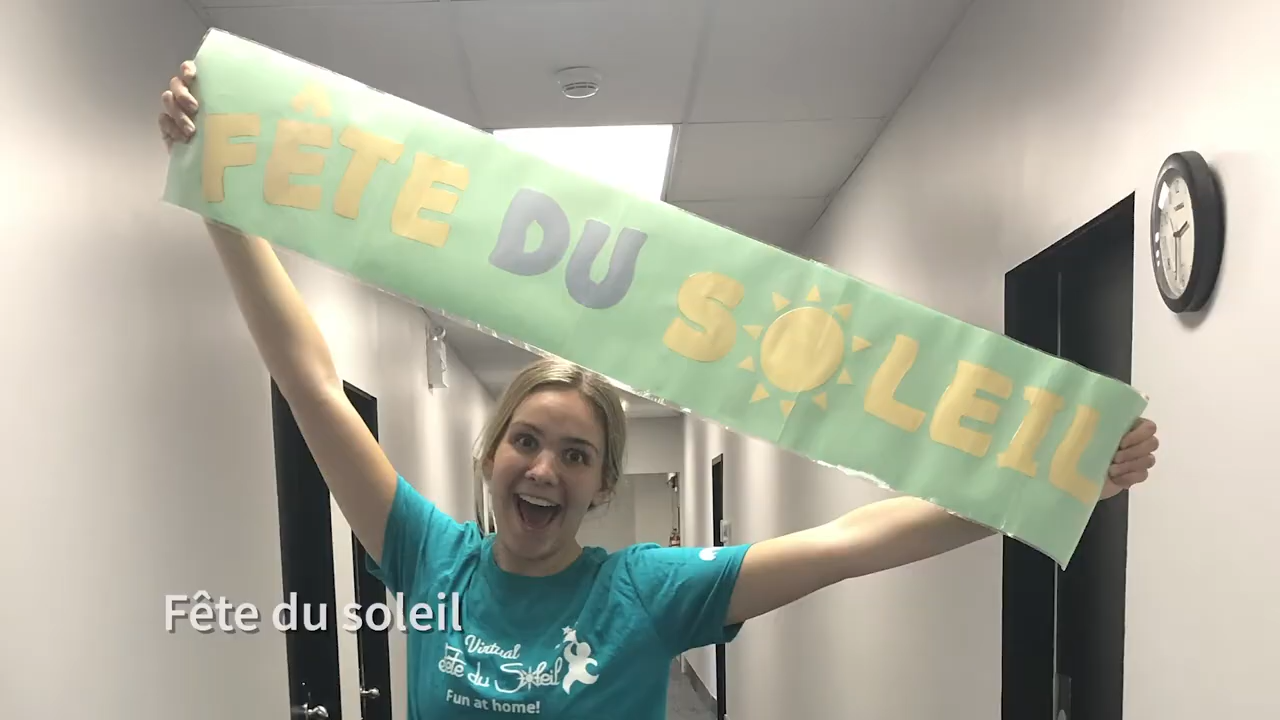 FÊTE DU SOLEIL
Fête du soleil
Virtual
Fête du Soleil
Fun at home!